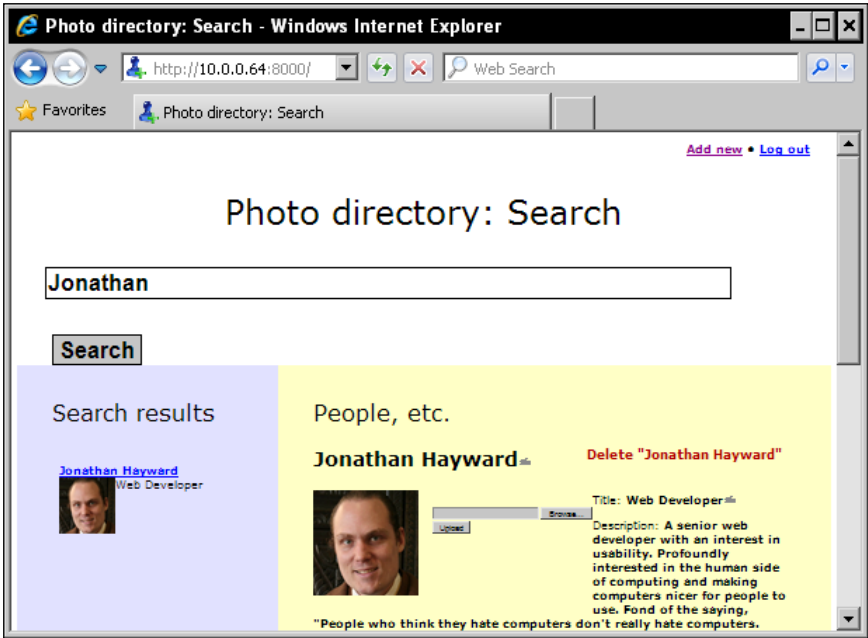 Photo directory: Search - Windows Internet Explorer
http://10.0.0.64:8000/
Web Search
Favorites
Photo directory: Search
Add new • Log out
Photo directory: Search
Jonathan
Search
Search results
People, etc.
Jonathan Hayward
Web Developer
Jonathan Hayward
Delete "Jonathan Hayward"
Browse...
Upload
Title: Web Developer
Description: A senior web
developer with an interest in
usability. Profoundly
interested in the human side
of computing and making
computers nicer for people to
use. Fond of the saying,
"People who think they hate computers don't really hate computers.